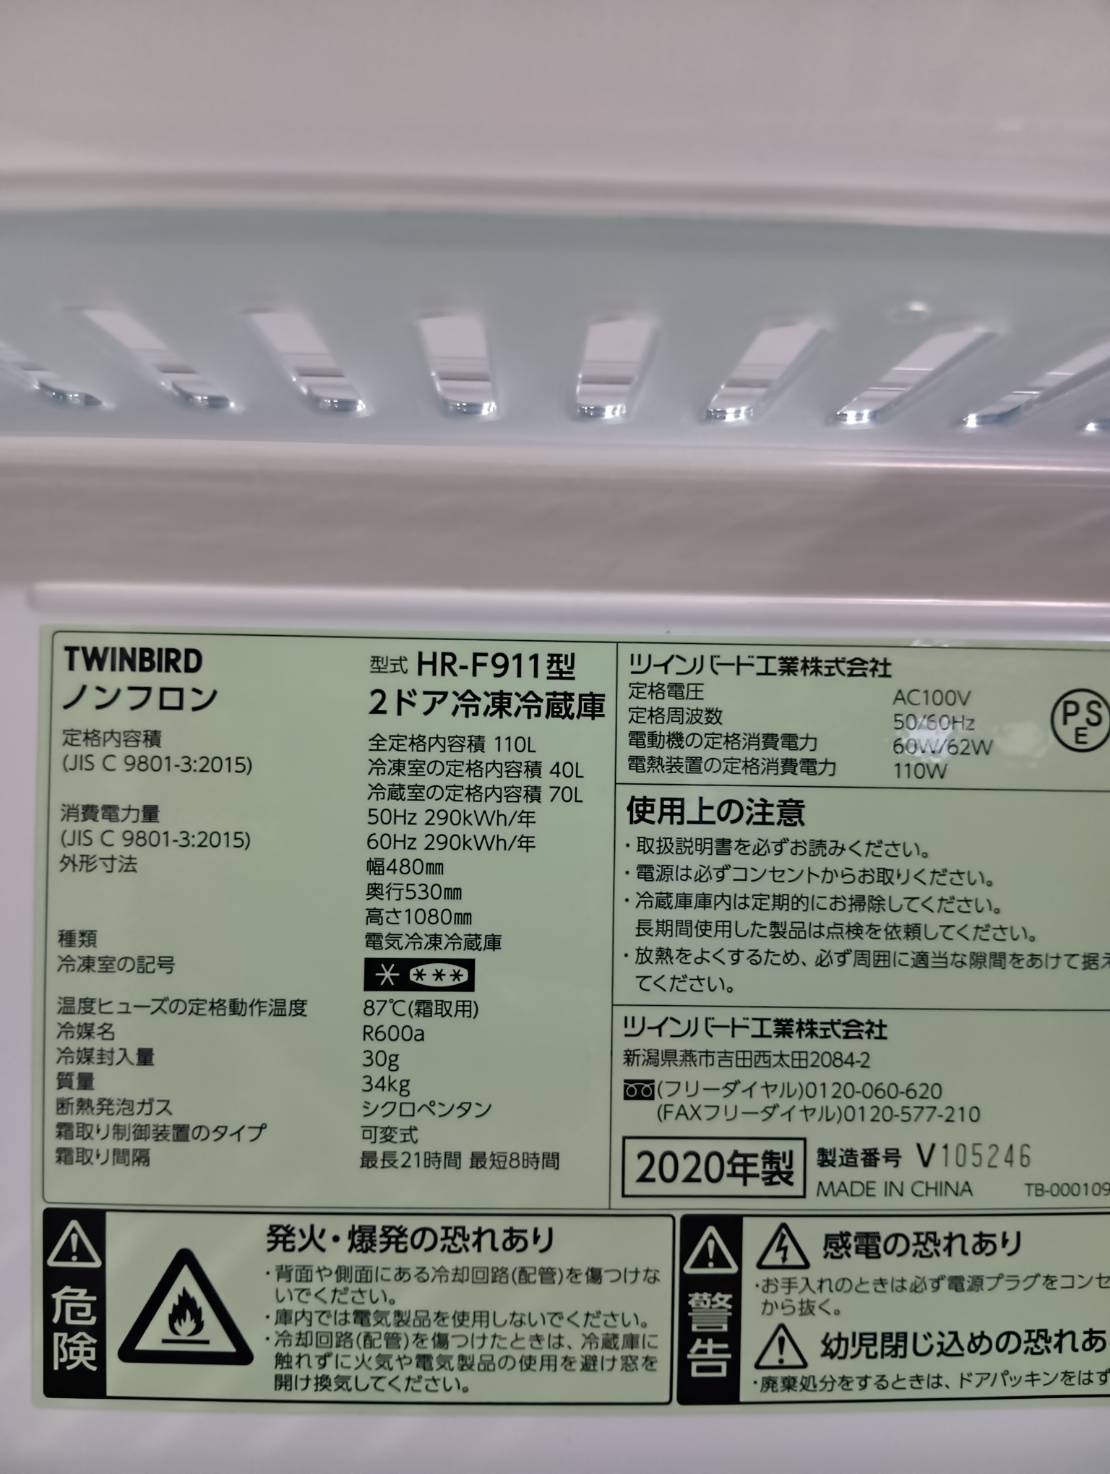 TWINBIRD
ノンフロン
型式 HR-F911型
2ドア冷凍冷蔵庫
定格内容積
(JIS C 9801-3:2015)
全定格内容積 110L
冷凍室の定格内容積 40L
冷蔵室の定格内容積 70L
消費電力量
(JIS C 9801-3:2015)
50Hz 290kWh/年
60Hz 290kWh/年
外形寸法
幅480㎜
奥行530㎜
高さ1080㎜
種類
電気冷凍冷蔵庫
冷凍室の記号
温度ヒューズの定格動作温度 87℃(霜取用)
冷媒名 R600a
冷媒封入量 30g
質量 34kg
断熱発泡ガス シクロペンタン
霜取り制御装置のタイプ 可変式
霜取り間隔 最長21時間 最短8時間
ツインバード工業株式会社
定格電圧 AC100V
定格周波数 50/60Hz
電動機の定格消費電力 60W/62W
電熱装置の定格消費電力 110W
PS
E
使用上の注意
・取扱説明書を必ずお読みください。
・電源は必ずコンセントからお取りください。
・冷蔵庫庫内は定期的にお掃除してください。
長期間使用した製品は点検を依頼してください。
・放熱をよくするため、必ず周囲に適当な隙間をあけて据え
てください。
ツインバード工業株式会社
新潟県燕市吉田西太田2084-2
(フリーダイヤル)0120-060-620
(FAXフリーダイヤル)0120-577-210
2020年製 製造番号 V105246
MADE IN CHINA TB-000109
危険
発火・爆発の恐れあり
・背面や側面にある冷却回路(配管)を傷つけな
いでください。
・庫内では電気製品を使用しないでください。
・冷却回路(配管)を傷つけたときは、冷蔵庫に
触れずに火気や電気製品の使用を避け窓を
開け換気してください。
警告
感電の恐れあり
・お手入れのときは必ず電源プラグをコンセ
から抜く。
幼児閉じ込めの恐れあ
・廃棄処分をするときは、ドアパッキンをはず